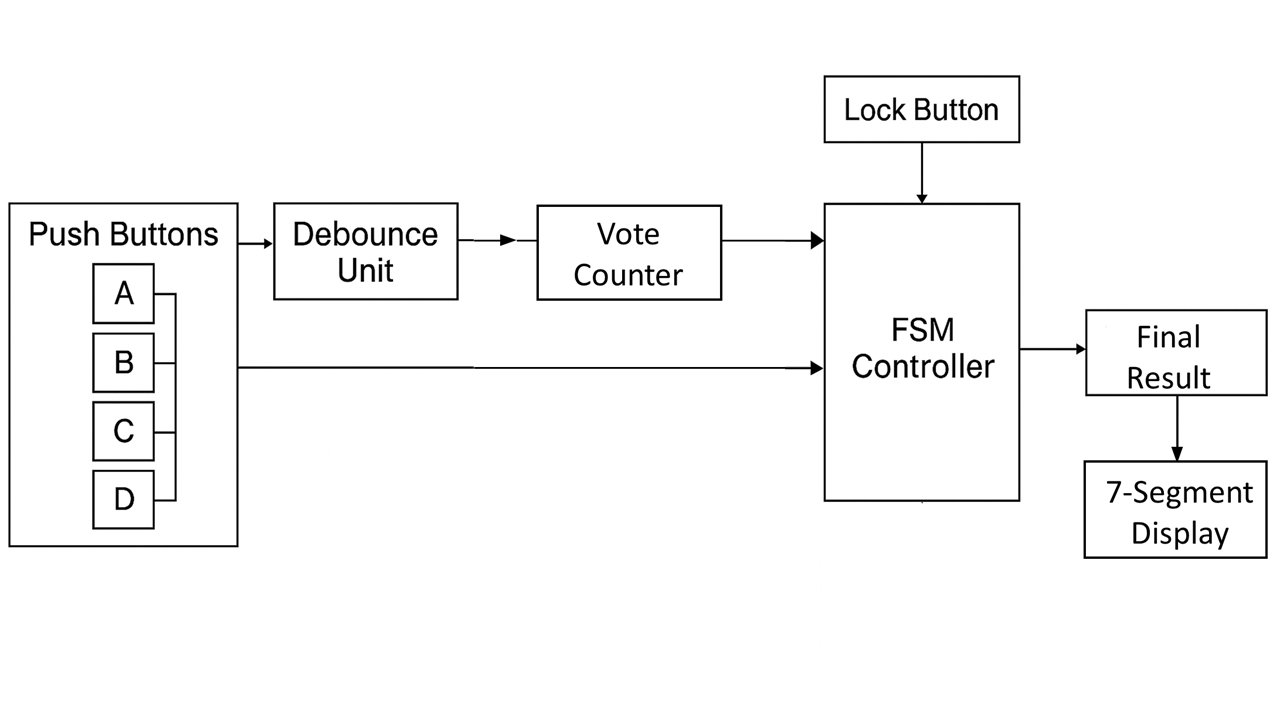 Lock Button
Push Buttons
A
B
C
D
Debounce
Unit
Vote
Counter
FSM
Controller
Final
Result
7-Segment
Display